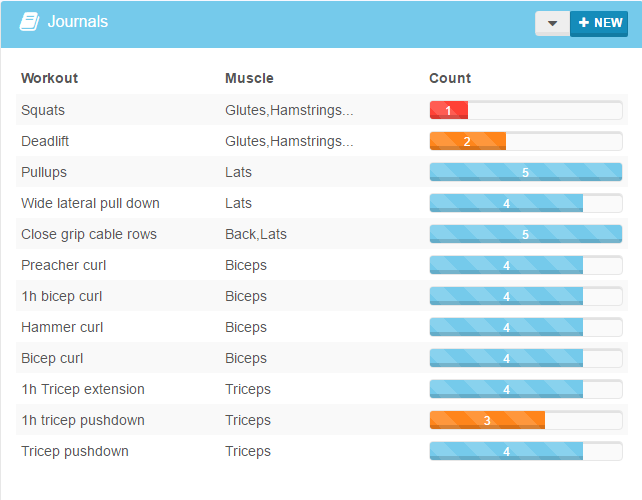 Journals
NEW
Workout Muscle Count
Squats Glutes,Hamstrings... 1
Deadlift Glutes,Hamstrings... 2
Pullups Lats 5
Wide lateral pull down Lats 4
Close grip cable rows Back,Lats 5
Preacher curl Biceps 4
1h bicep curl Biceps 4
Hammer curl Biceps 4
Bicep curl Biceps 4
1h Tricep extension Triceps 4
1h tricep pushdown Triceps 3
Tricep pushdown Triceps 4